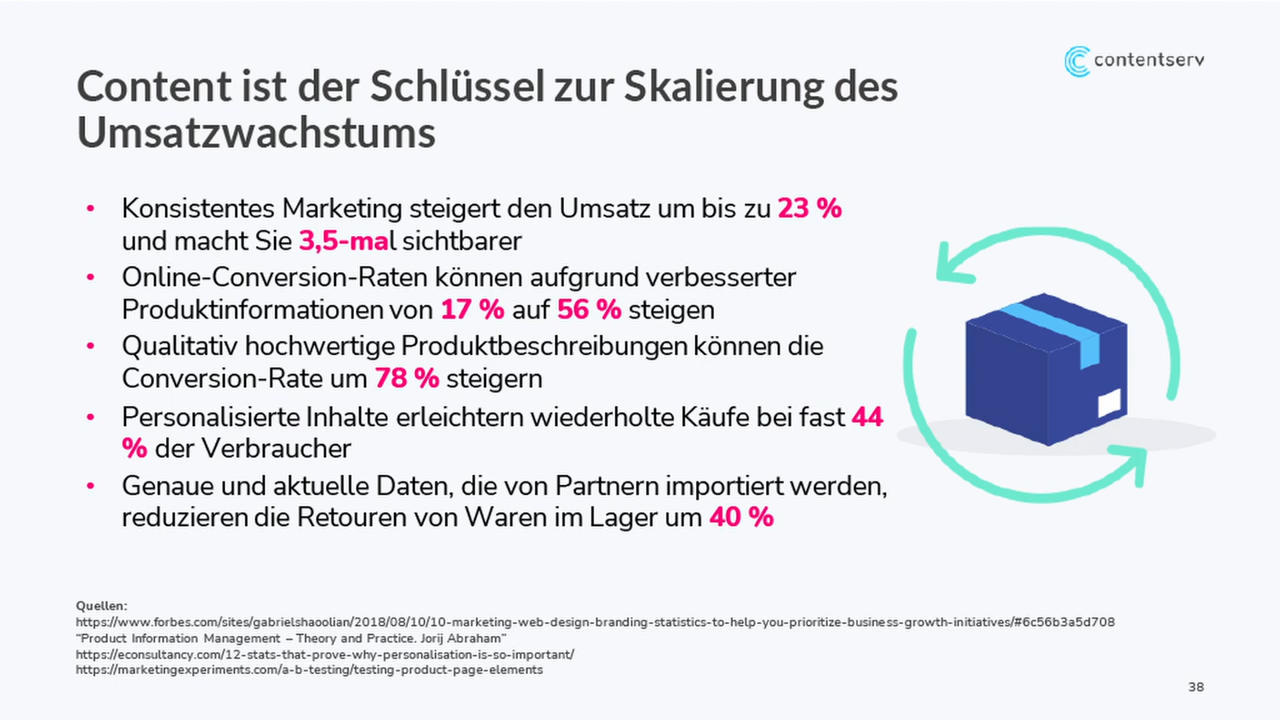 contentserv
Content ist der Schlüssel zur Skalierung des
Umsatzwachstums
• Konsistentes Marketing steigert den Umsatz um bis zu 23 %
und macht Sie 3,5-mal sichtbarer
• Online-Conversion-Raten können aufgrund verbesserter
Produktinformationen von 17 % auf 56 % steigen
• Qualitativ hochwertige Produktbeschreibungen können die
Conversion-Rate um 78 % steigern
• Personalisierte Inhalte erleichtern wiederholte Käufe bei fast 44
% der Verbraucher
• Genaue und aktuelle Daten, die von Partnern importiert werden,
reduzieren die Retouren von Waren im Lager um 40 %
Quellen:
https://www.forbes.com/sites/gabrielshaoolian/2018/08/10/10-marketing-web-design-branding-statistics-to-help-you-prioritize-business-growth-initiatives/#6c56b3a5d708
“Product Information Management – Theory and Practice. Jorij Abraham”
https://econsultancy.com/12-stats-that-prove-why-personalisation-is-so-important/
https://marketingexperiments.com/a-b-testing/testing-product-page-elements
38